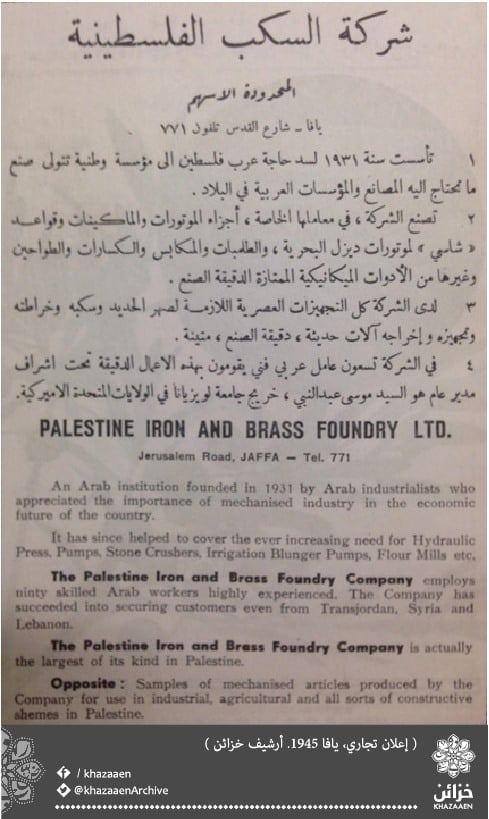 شركة السكب الفلسطينية
المحدودة الاسهم
يافا - شارع القدس تلفون ٧٧١
١ تأسست سنة ١٩٣١ لسد حاجة عرب فلسطين الى مؤسسة وطنية تتولى صنع
ما تحتاج اليه المصانع والمؤسسات العربية في البلاد .
٢ تصنع الشركة ، في معاملها الخاصة ، أجزاء الموتورات والماكينات وقواعد
« شاسي » لموتورات ديزل البحرية ، والطلمبات والمكابس والكسارات والطواحين
وغيرها من الأدوات الميكانيكية الممتازة الدقيقة الصنع .
٣ لدى الشركة كل التجهيزات العصرية اللازمة لصهر الحديد وسكبه وخراطته
وتجهيزه و إخراجه آلات حديثة ، دقيقة الصنع ، متينة .
٤ في الشركة تسعون عامل عربي فني يقومون بهذه الاعمال الدقيقة تحت اشراف
مدير عام هو السيد موسى عبدالنبي ، خريج جامعة لويزيانا في الولايات المتحدة الاميركية.
PALESTINE IRON AND BRASS FOUNDRY LTD.
Jerusalem Road, JAFFA — Tel. 771
An Arab institution founded in 1931 by Arab industrialists who
appreciated the importance of mechanised industry in the economic
future of the country.
It has since helped to cover the ever increasing need for Hydraulic
Press, Pumps, Stone Crushers, Irrigation Blunger Pumps, Flour Mills etc.
The Palestine Iron and Brass Foundry Company employs
ninty skilled Arab workers highly experienced. The Company has
succeeded into securing customers even from Transjordan, Syria and
Lebanon.
The Palestine Iron and Brass Foundry Company is actually
the largest of its kind in Palestine.
Opposite : Samples of mechanised articles produced by the
Company for use in industrial, agricultural and all sorts of constructive
shemes in Palestine.
( إعلان تجاري، يافا 1945. أرشيف خزائن )
/ khazaaen
@khazaaenArchive
خزائن
KHAZAAEN